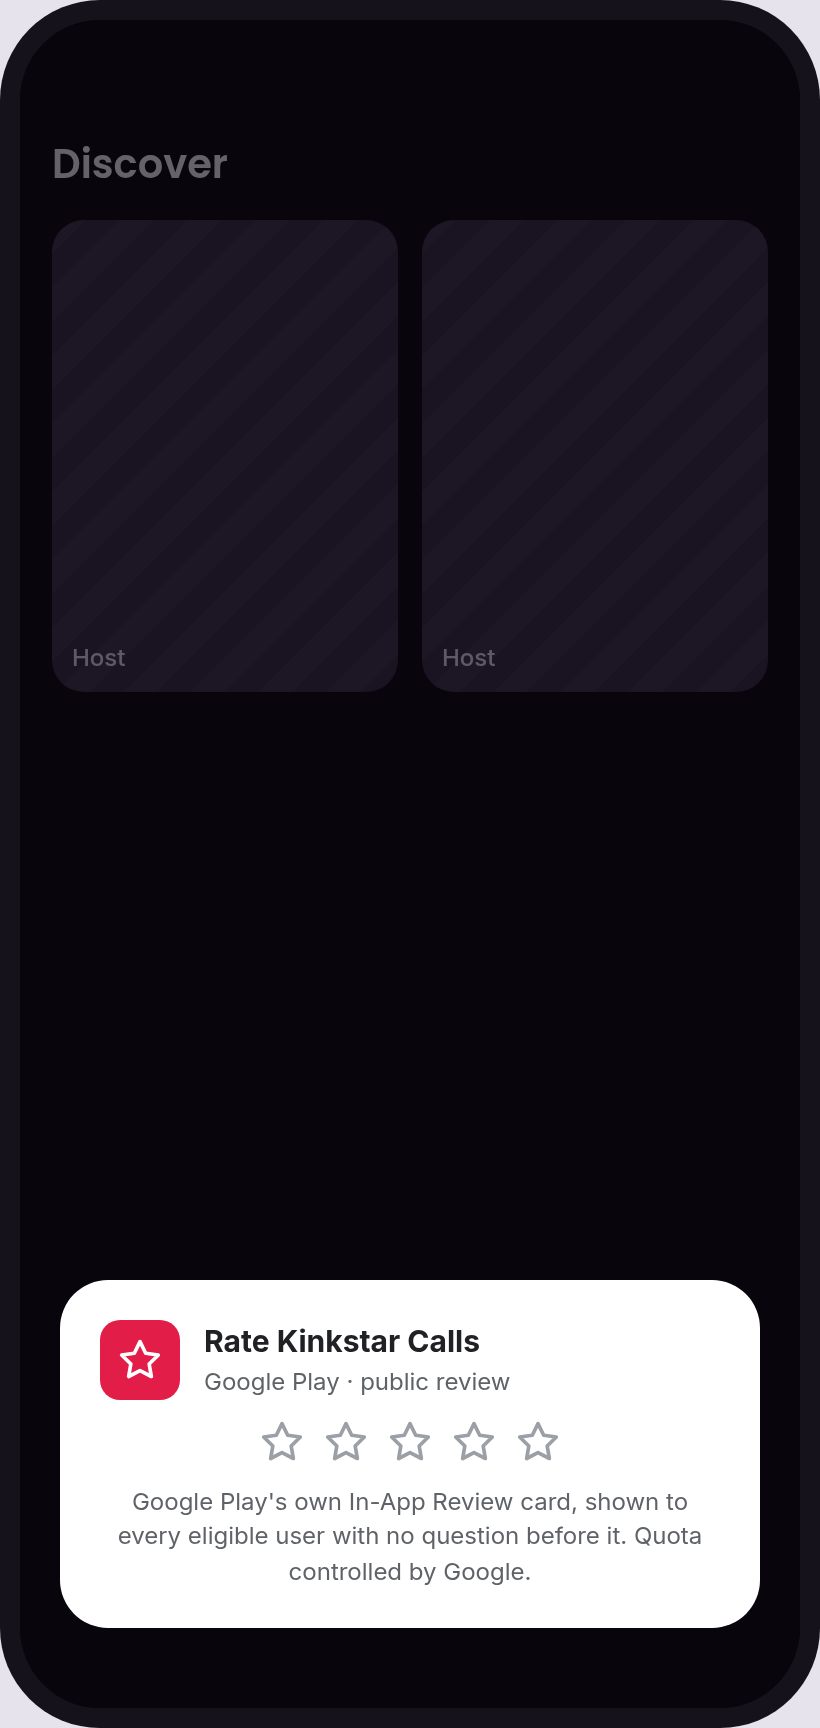 Discover
Host
Host
Rate Kinkstar Calls
Google Play · public review
Google Play's own In-App Review card, shown to
every eligible user with no question before it. Quota
controlled by Google.